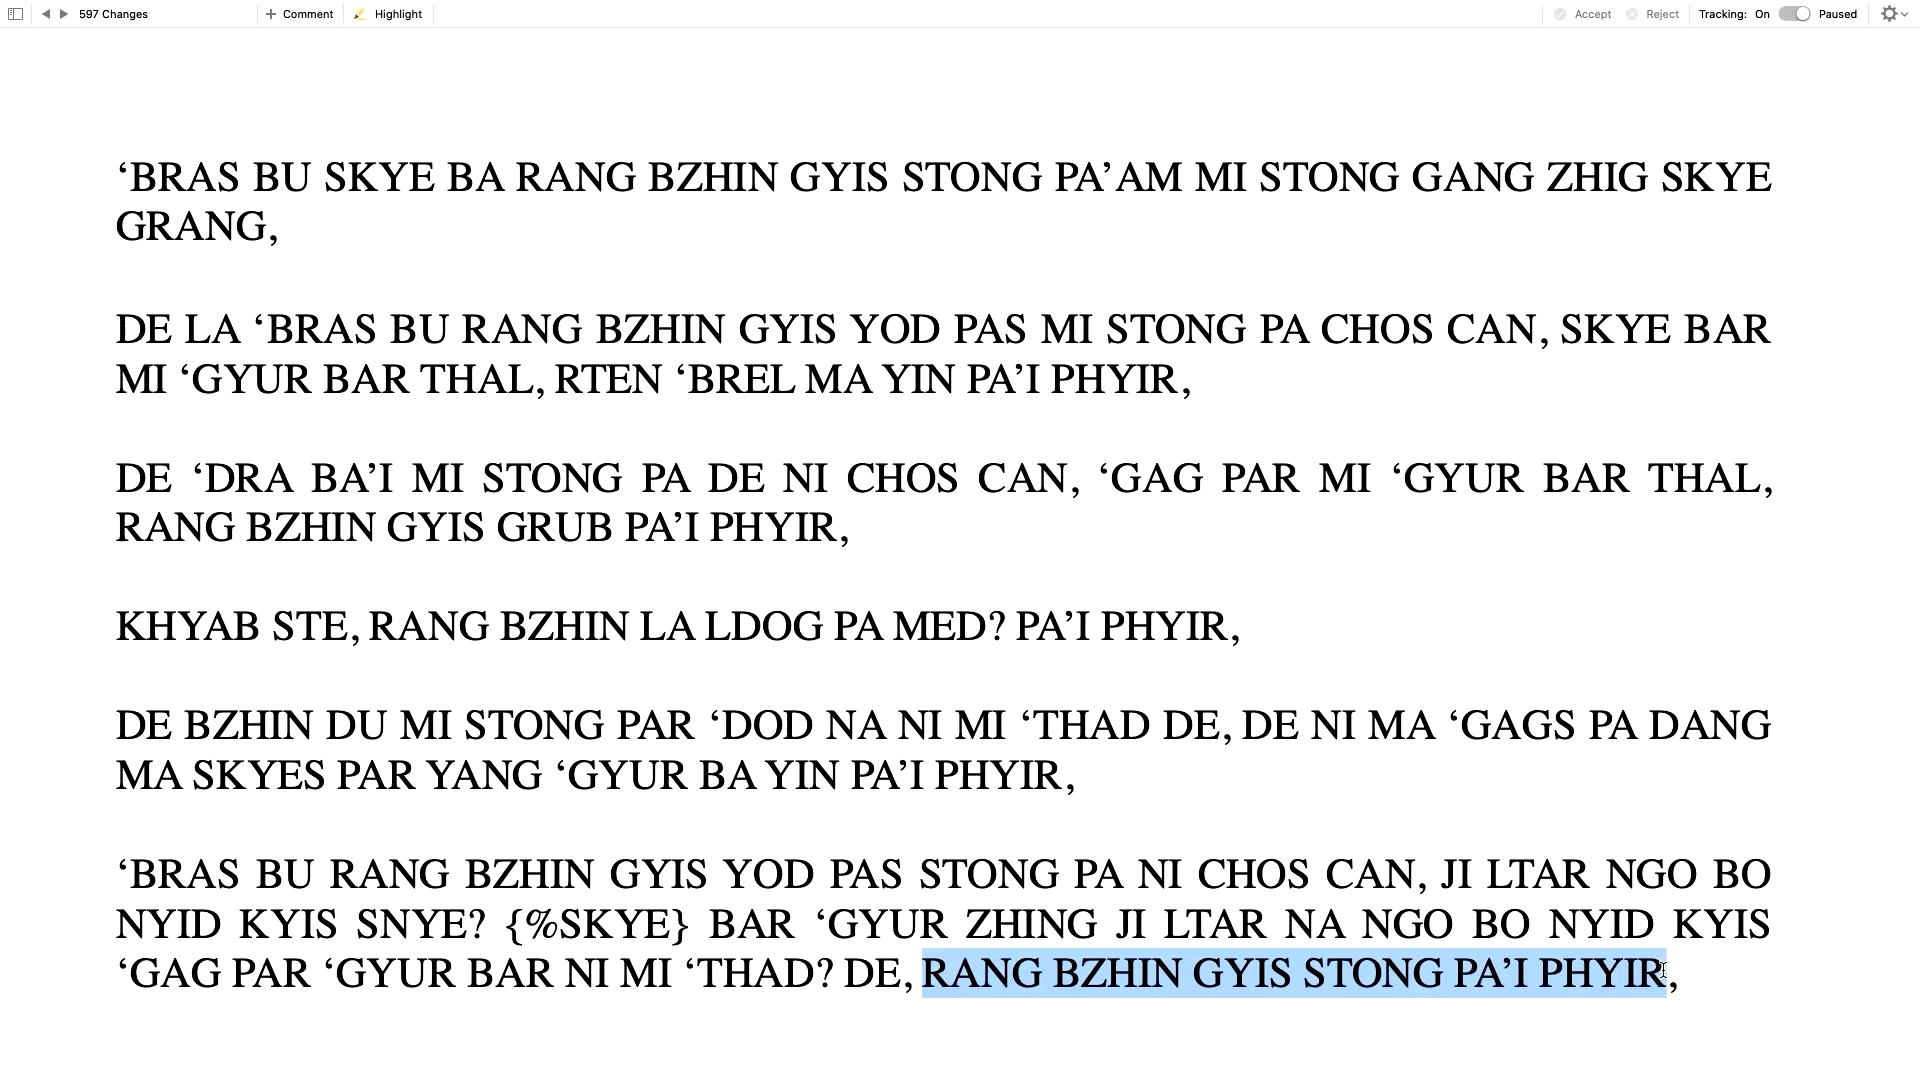 597 Changes
Comment
Highlight
Accept
Reject
Tracking: On
Paused
‘BRAS BU SKYE BA RANG BZHIN GYIS STONG PA’AM MI STONG GANG ZHIG SKYE
GRANG,
DE LA ‘BRAS BU RANG BZHIN GYIS YOD PAS MI STONG PA CHOS CAN, SKYE BAR
MI ‘GYUR BAR THAL, RTEN ‘BREL MA YIN PA’I PHYIR,
DE ‘DRA BA’I MI STONG PA DE NI CHOS CAN, ‘GAG PAR MI ‘GYUR BAR THAL,
RANG BZHIN GYIS GRUB PA’I PHYIR,
KHYAB STE, RANG BZHIN LA LDOG PA MED? PA’I PHYIR,
DE BZHIN DU MI STONG PAR ‘DOD NA NI MI ‘THAD DE, DE NI MA ‘GAGS PA DANG
MA SKYES PAR YANG ‘GYUR BA YIN PA’I PHYIR,
‘BRAS BU RANG BZHIN GYIS YOD PAS STONG PA NI CHOS CAN, JI LTAR NGO BO
NYID KYIS SNYE? {%SKYE} BAR ‘GYUR ZHING JI LTAR NA NGO BO NYID KYIS
‘GAG PAR ‘GYUR BAR NI MI ‘THAD? DE, RANG BZHIN GYIS STONG PA’I PHYIR,